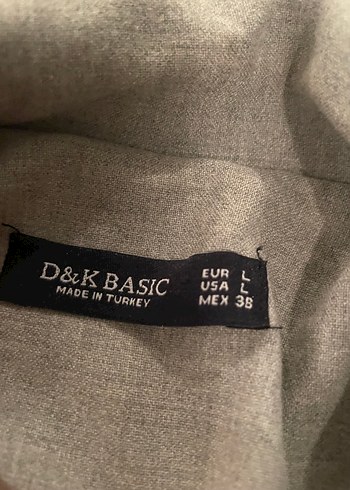 D&K BASIC
MADE IN TURKEY
EUR L
USA L
MEX 38